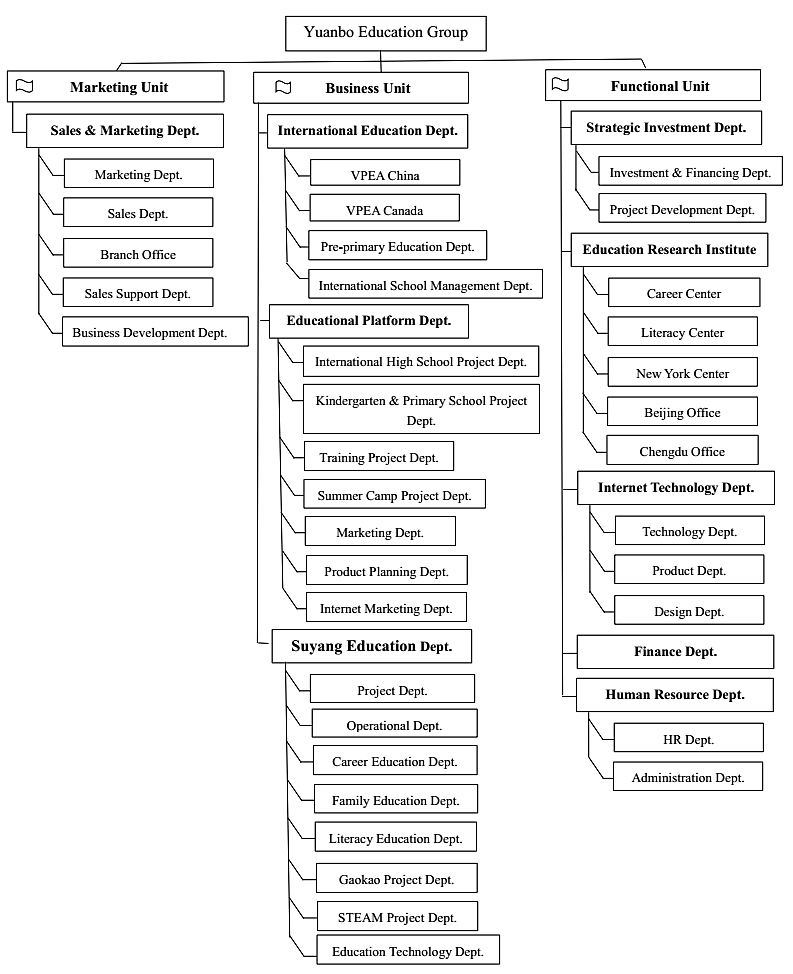 Yuanbo Education Group
Marketing Unit
Sales & Marketing Dept.
Marketing Dept.
Sales Dept.
Branch Office
Sales Support Dept.
Business Development Dept.
Business Unit
International Education Dept.
VPEA China
VPEA Canada
Pre-primary Education Dept.
International School Management Dept.
Educational Platform Dept.
International High School Project Dept.
Kindergarten & Primary School Project
Dept.
Training Project Dept.
Summer Camp Project Dept.
Marketing Dept.
Product Planning Dept.
Internet Marketing Dept.
Suyang Education Dept.
Project Dept.
Operational Dept.
Career Education Dept.
Family Education Dept.
Literacy Education Dept.
Gaokao Project Dept.
STEAM Project Dept.
Education Technology Dept.
Functional Unit
Strategic Investment Dept.
Investment & Financing Dept.
Project Development Dept.
Education Research Institute
Career Center
Literacy Center
New York Center
Beijing Office
Chengdu Office
Internet Technology Dept.
Technology Dept.
Product Dept.
Design Dept.
Finance Dept.
Human Resource Dept.
HR Dept.
Administration Dept.